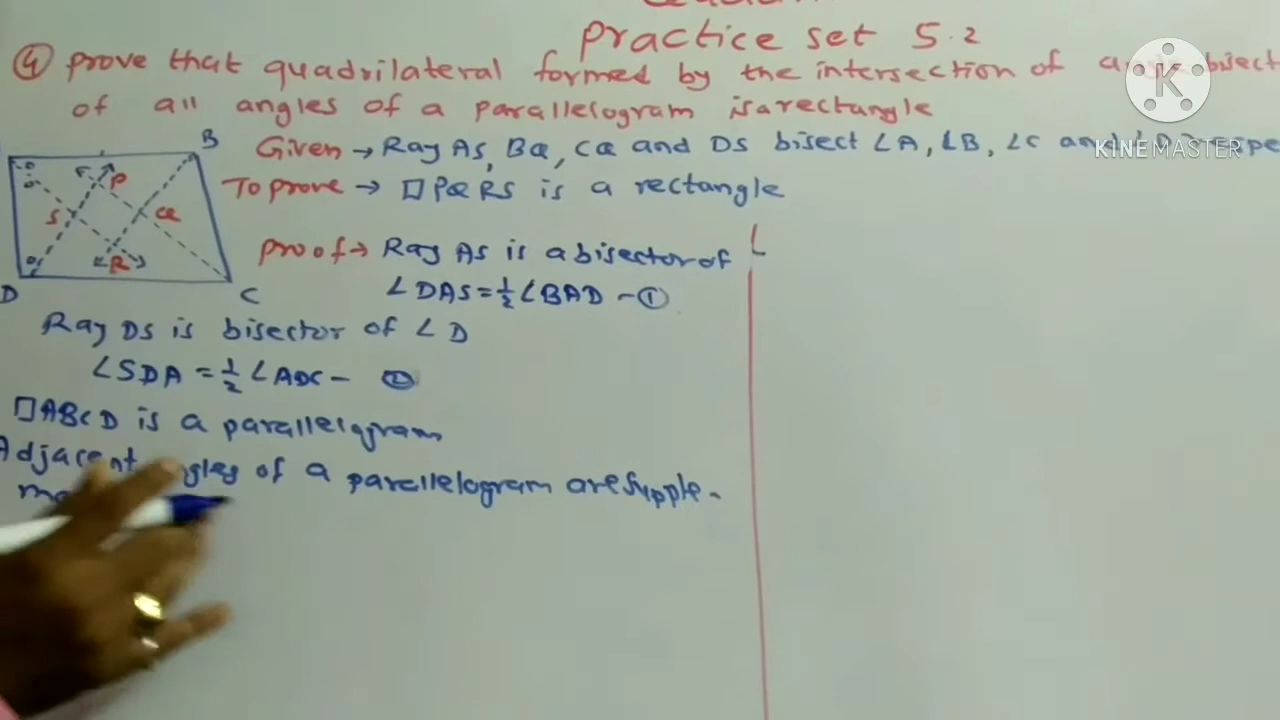 Practice set 5.2
④ prove that quadrilateral formed by the intersection of bisect
of all angles of a parallelogram is a rectangle
Given → Ray AS, BQ, CQ and DS bisect ∠A, ∠B, ∠C and
To prove → □PQRS is a rectangle
Proof → Ray AS is a bisector of
∠DAS = ½ ∠BAD - ①
Ray DS is bisector of ∠D
∠SDA = ½ ∠ADC - ②
□ABCD is a parallelogram
Adjacent of a parallelogram are supple-
B
P
S
Q
R
D
C
K
KINEMASTER